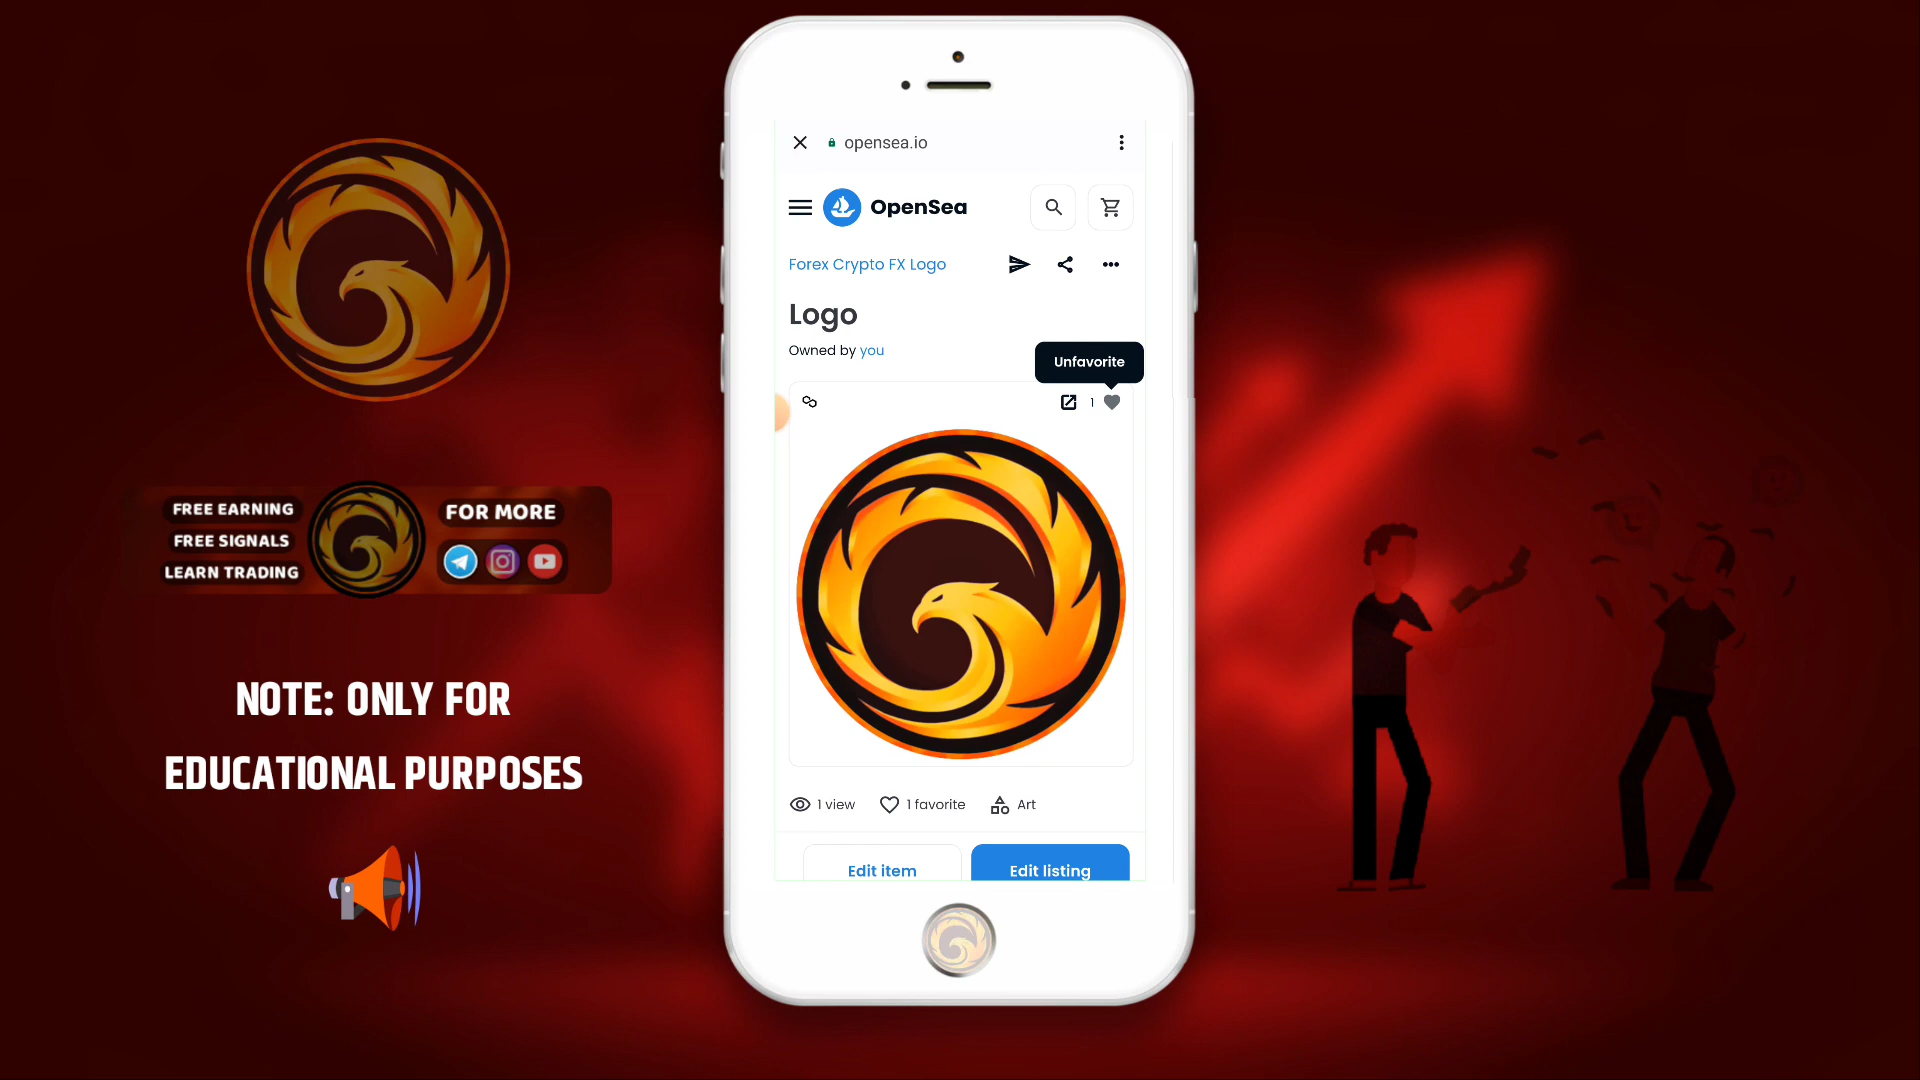 opensea.io
OpenSea
Forex Crypto FX Logo
Logo
Owned by you
Unfavorite
1
1 view
1 favorite
Art
Edit item
Edit listing
FREE EARNING
FREE SIGNALS
LEARN TRADING
FOR MORE
NOTE: ONLY FOR
EDUCATIONAL PURPOSES